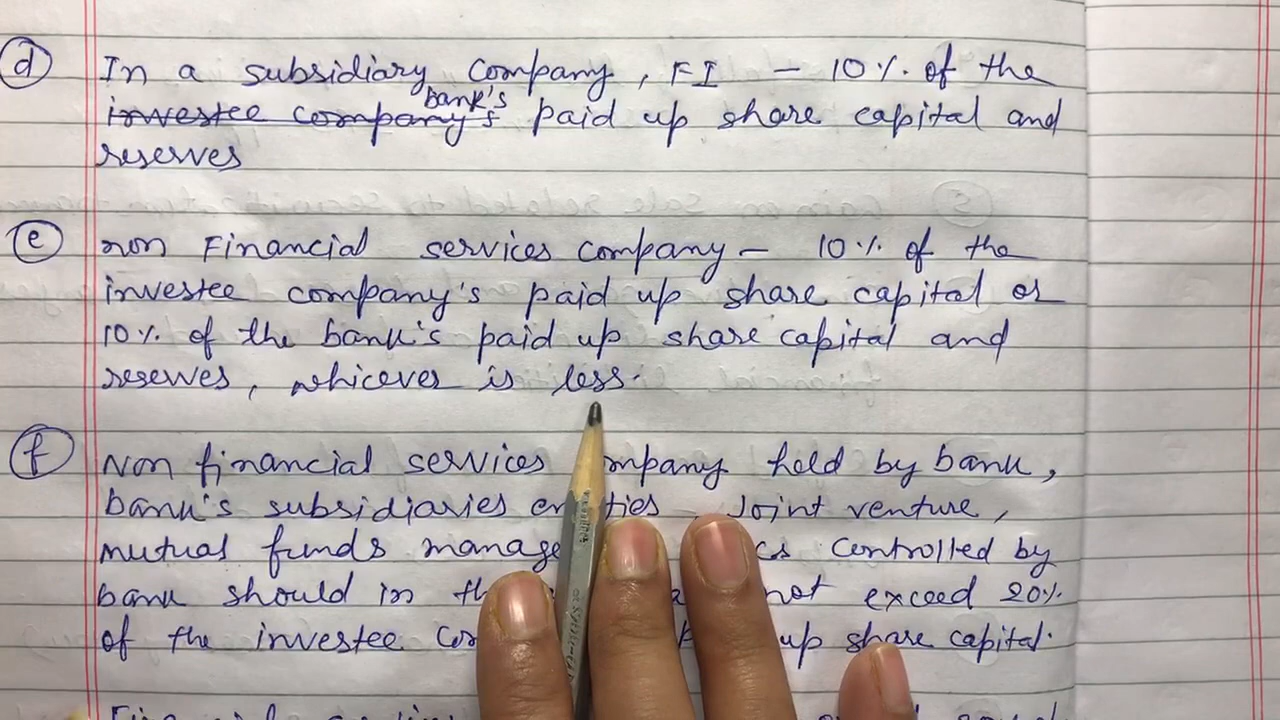 d In a subsidiary company, FI - 10% of the
bank's
investee company's paid up share capital and
reserves
e non Financial services company - 10% of the
investee company's paid up share capital or
10% of the bank's paid up share capital and
reserves, whicever is less.
f Non financial services company held by bank,
bank's subsidiaries entities Joint venture,
mutual funds controlled by
bank should in not exceed 20%
of the investee up share capital.